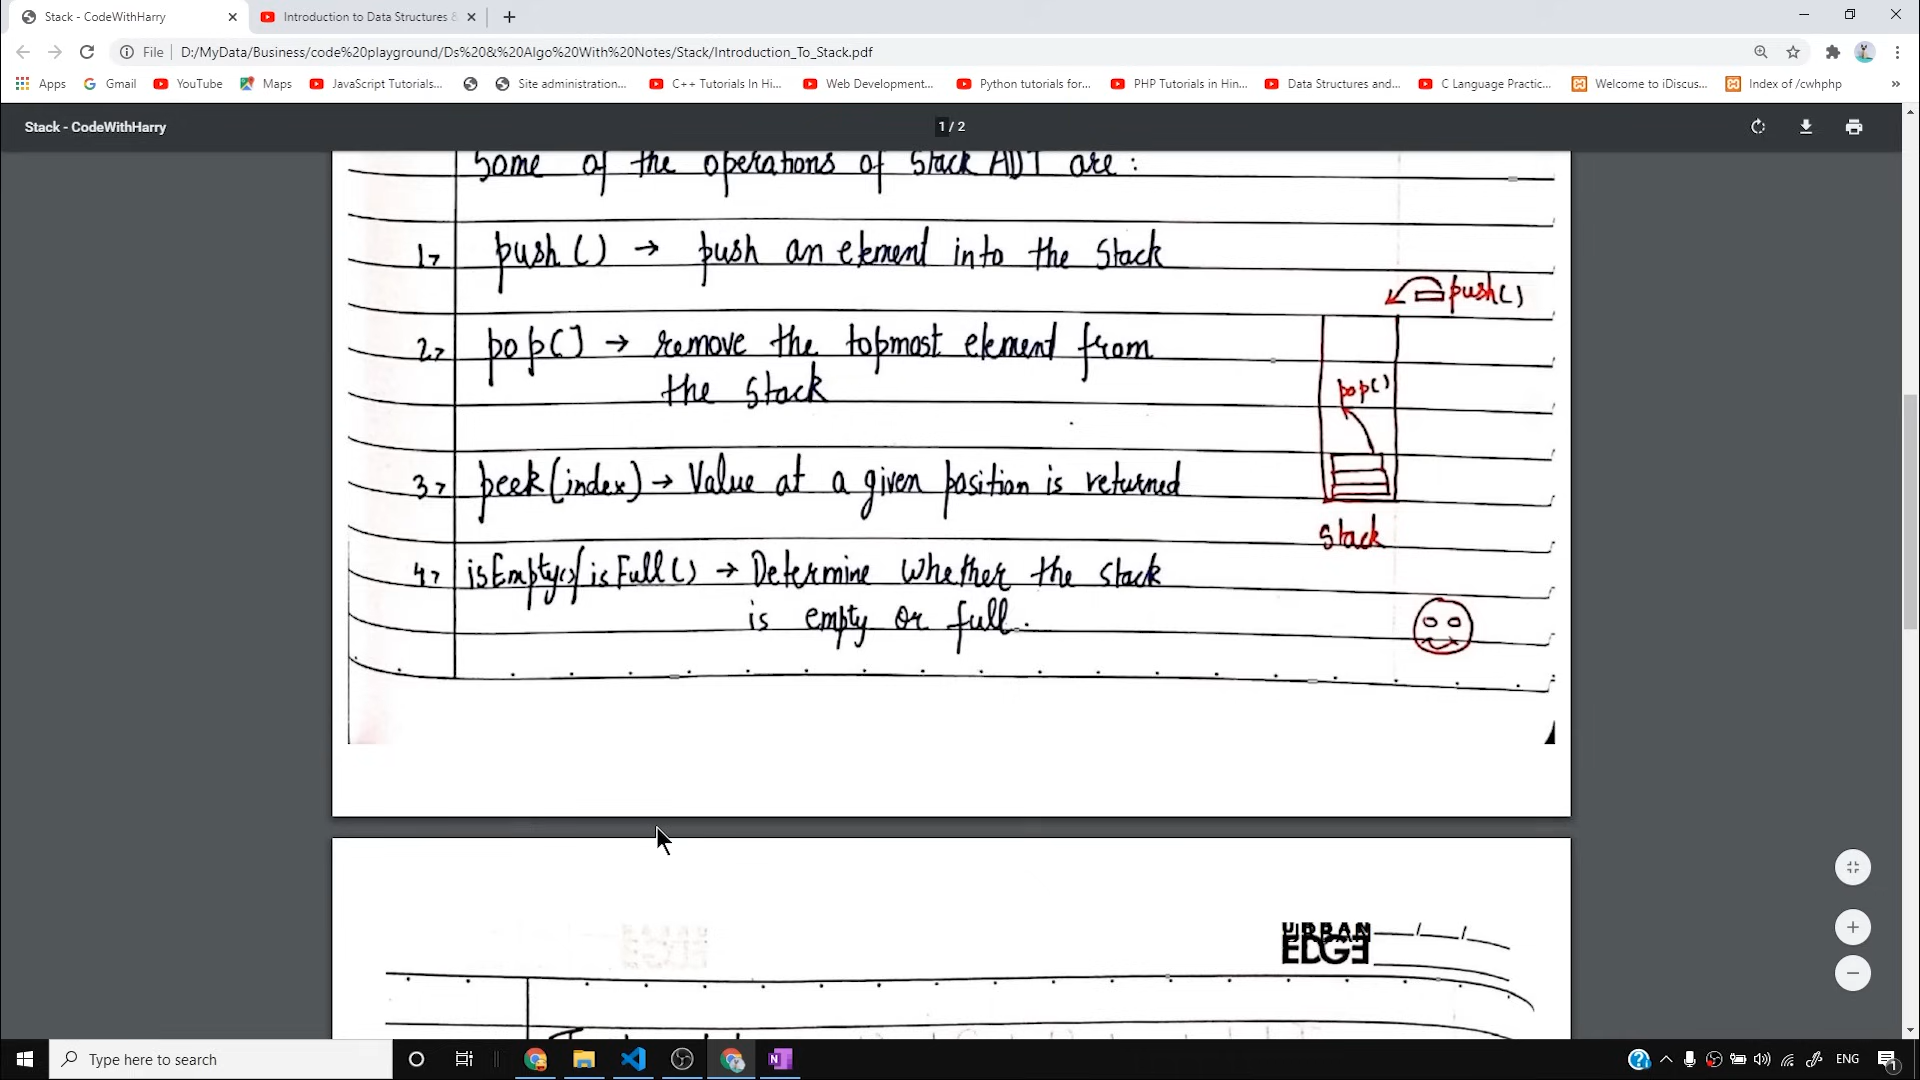 Stack - CodeWithHarry
Introduction to Data Structures &
File D:/MyData/Business/code%20playground/Ds%20&%20Algo%20With%20Notes/Stack/Introduction_To_Stack.pdf
Apps Gmail YouTube Maps JavaScript Tutorials... Site administration... C++ Tutorials In Hi... Web Development... Python tutorials for... PHP Tutorials in Hin... Data Structures and... C Language Practic... Welcome to iDiscus... Index of /cwhphp »
Stack - CodeWithHarry 1 / 2
Some of the operations of Stack ADT are :
1> push ( ) → push an element into the Stack
push( )
2> pop( ) → remove the topmost element from
the Stack
pop( )
3> peek (index) → Value at a given position is returned
Stack
4> isEmpty()/isFull ( ) → Determine whether the stack
is empty or full.
URBAN
EDGE
Type here to search
ENG
1